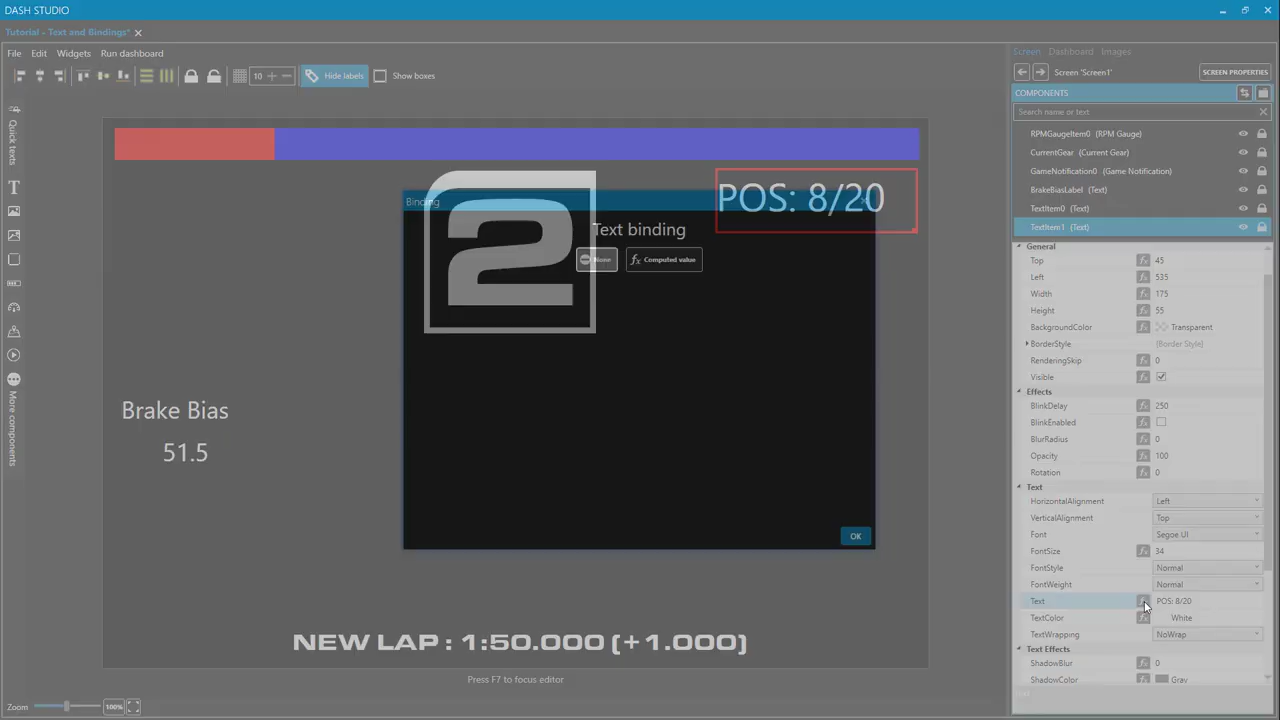 DASH STUDIO
Tutorial - Text and Bindings*
File Edit Widgets Run dashboard
10 Hide labels Show boxes
Quick texts
T
More components
POS: 8/20
2
Binding
Text binding
None Computed value
OK
Brake Bias
51.5
NEW LAP : 1:50.000 (+1.000)
Press F7 to focus editor
Zoom 100%
Screen Dashboard Images
Screen 'Screen1' SCREEN PROPERTIES
COMPONENTS
Search name or text
RPMGaugeItem0 (RPM Gauge)
CurrentGear (Current Gear)
GameNotification0 (Game Notification)
BrakeBiasLabel (Text)
TextItem0 (Text)
TextItem1 (Text)
General
Top 45
Left 535
Width 175
Height 55
BackgroundColor Transparent
BorderStyle [Border Style]
RenderingSkip 0
Visible
Effects
BlinkDelay 250
BlinkEnabled
BlurRadius 0
Opacity 100
Rotation 0
Text
HorizontalAlignment Left
VerticalAlignment Top
Font Segoe UI
FontSize 34
FontStyle Normal
FontWeight Normal
Text POS: 8/20
TextColor White
TextWrapping NoWrap
Text Effects
ShadowBlur 0
ShadowColor Gray